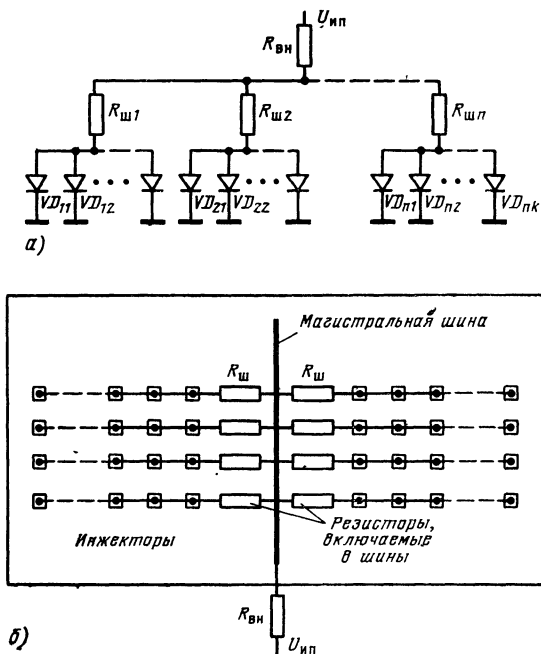 Uип
Rвн
Rш1
Rш2
Rшn
VD11 VD12
VD21 VD22
VDn1 VDn2 VDnk
а)
Магистральная шина
Rш
Rш
Инжекторы
Резисторы,
включаемые
в шины
Rвн
Uип
б)